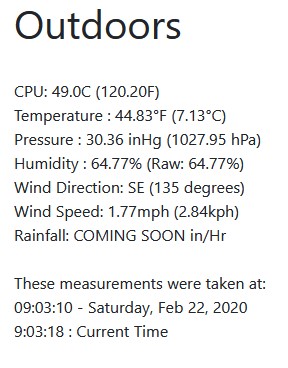 Outdoors
CPU: 49.0C (120.20F)
Temperature : 44.83°F (7.13°C)
Pressure : 30.36 inHg (1027.95 hPa)
Humidity : 64.77% (Raw: 64.77%)
Wind Direction: SE (135 degrees)
Wind Speed: 1.77mph (2.84kph)
Rainfall: COMING SOON in/Hr
These measurements were taken at:
09:03:10 - Saturday, Feb 22, 2020
9:03:18 : Current Time